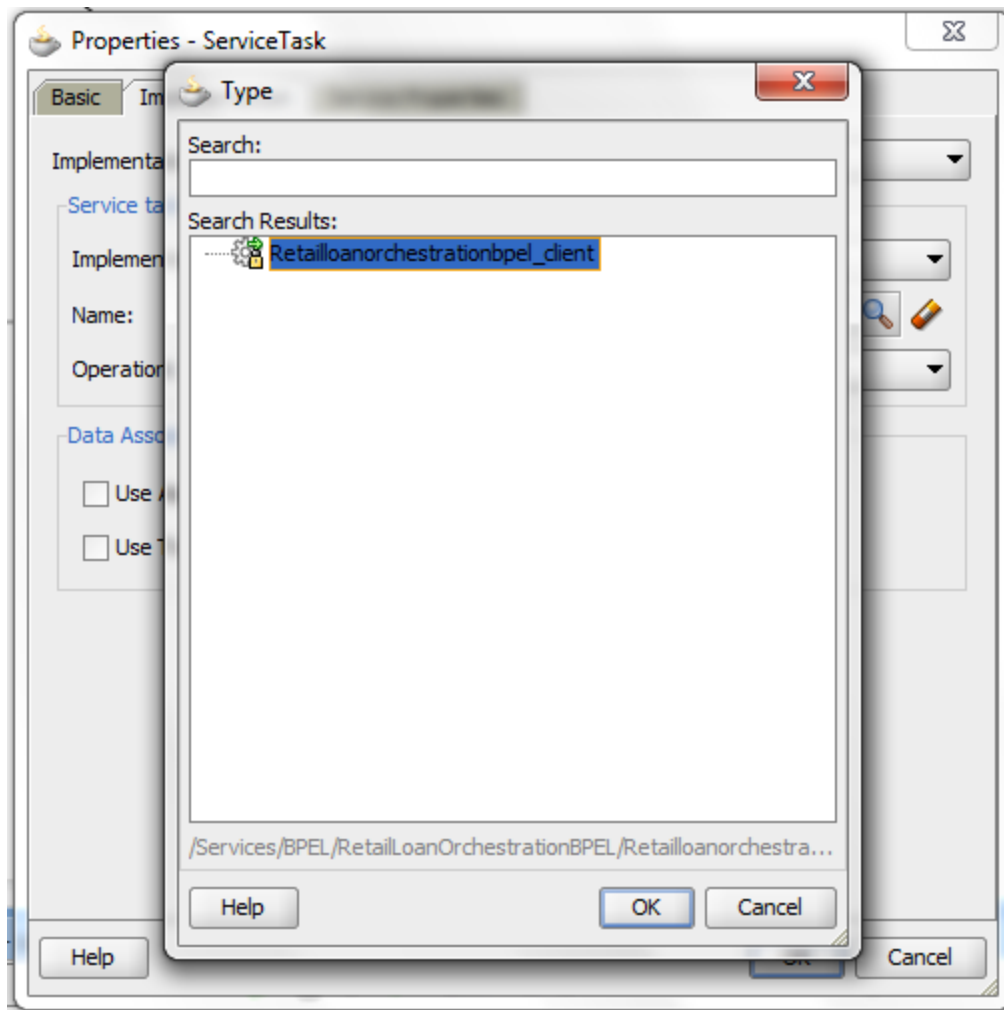 Properties - ServiceTask
Basic
Im
Type
Search:
Implementa
Service ta
Search Results:
Retailloanorchestrationbpel_client
Implemen
Name:
Operation
Data Asso
Use A
Use T
/Services/BPEL/RetailLoanOrchestrationBPEL/Retailloanorchestra...
Help
OK
Cancel
Help
OK
Cancel